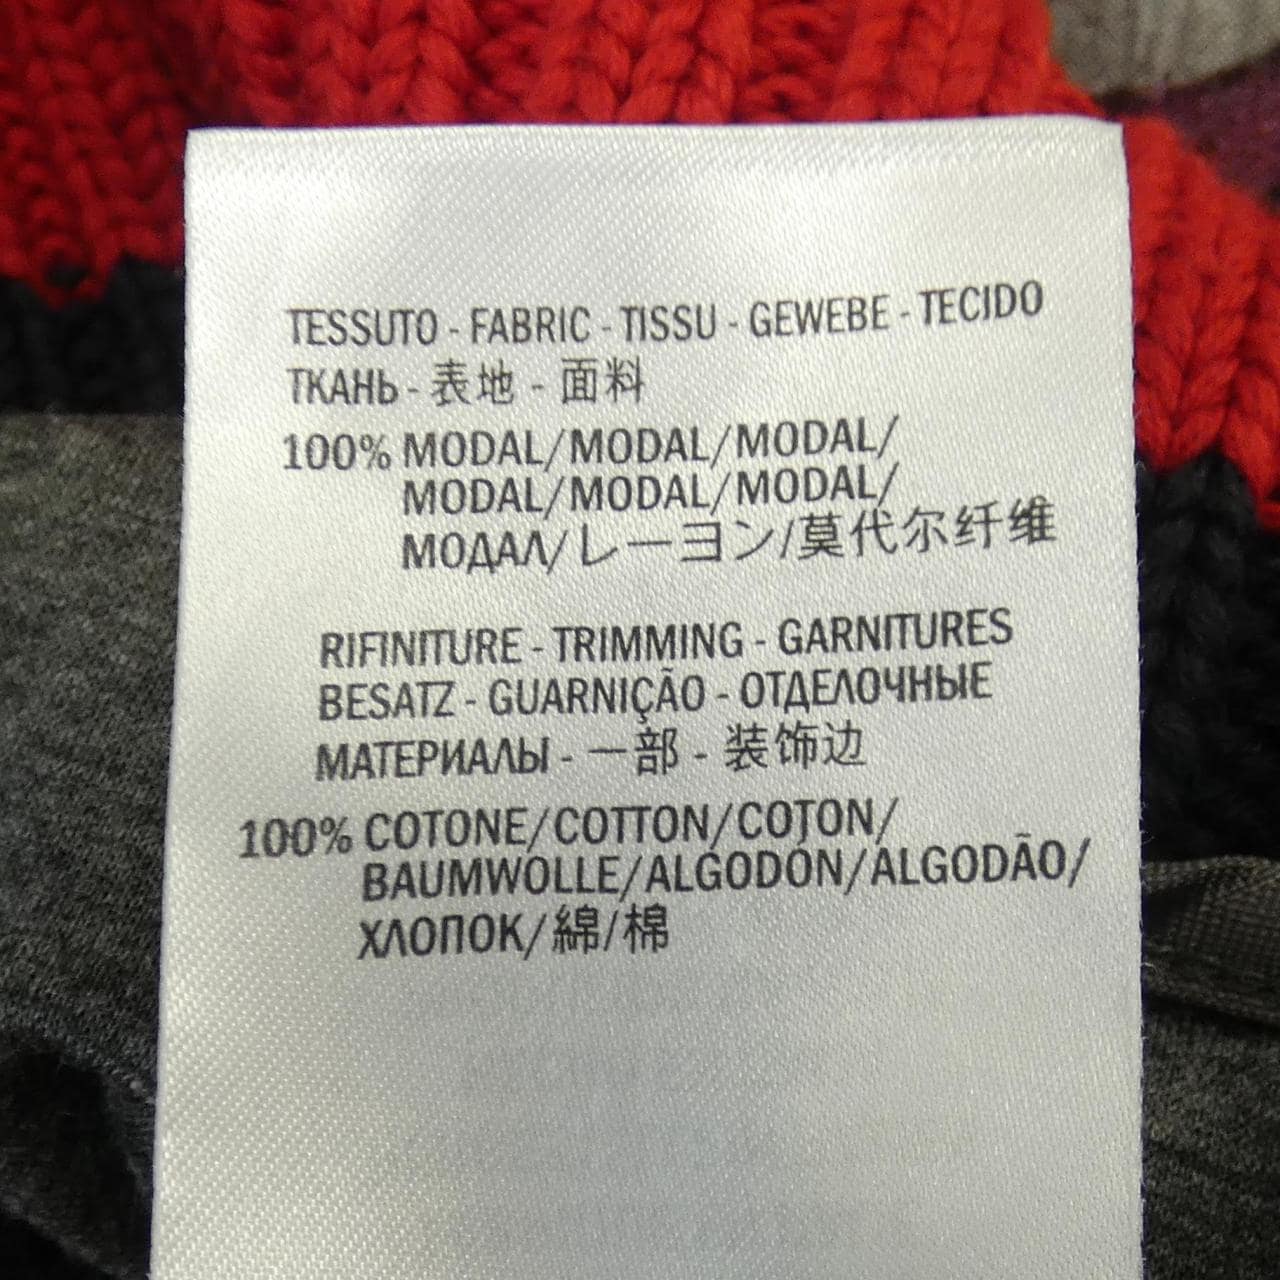 TESSUTO - FABRIC - TISSU - GEWEBE - TECIDO
ТКАНЬ - 表地 - 面料
100% MODAL/MODAL/MODAL/
MODAL/MODAL/MODAL/
МОДАЛ/レーヨン/莫代尔纤维
RIFINITURE - TRIMMING - GARNITURES
BESATZ - GUARNIÇÃO - ОТДЕЛОЧНЫЕ
МАТЕРИАЛЫ - 一部 - 装饰边
100% COTONE/COTTON/COTON/
BAUMWOLLE/ALGODÓN/ALGODÃO/
ХЛОПОК/綿/棉